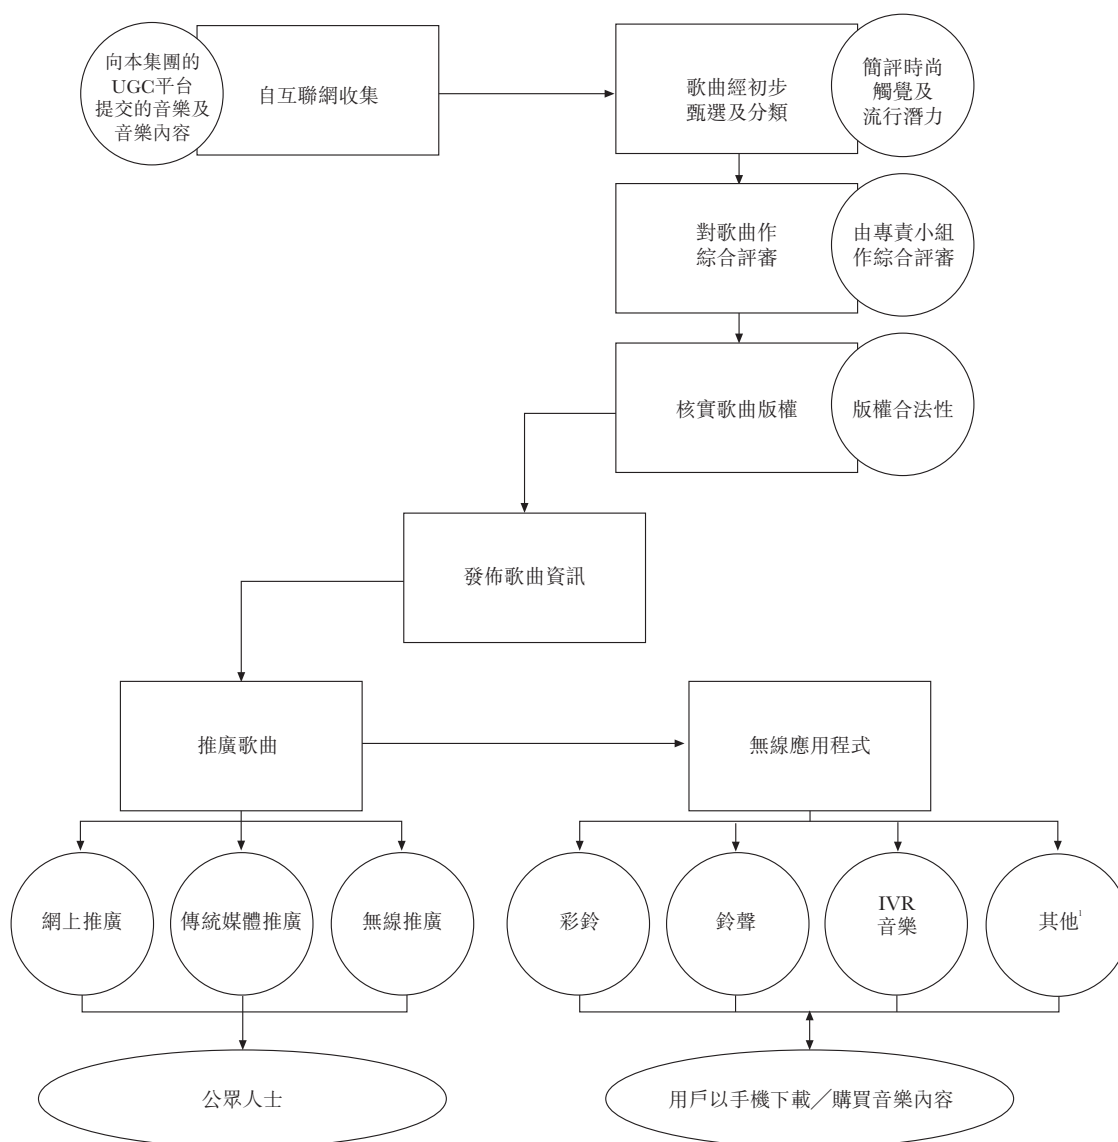 向本集團的
UGC平台
提交的音樂及
音樂內容
自互聯網收集
歌曲經初步
甄選及分類
簡評時尚
觸覺及
流行潛力
對歌曲作
綜合評審
由專責小組
作綜合評審
核實歌曲版權
版權合法性
發佈歌曲資訊
推廣歌曲
無線應用程式
網上推廣
傳統媒體推廣
無線推廣
彩鈴
鈴聲
IVR
音樂
其他1
公眾人士
用戶以手機下載／購買音樂內容